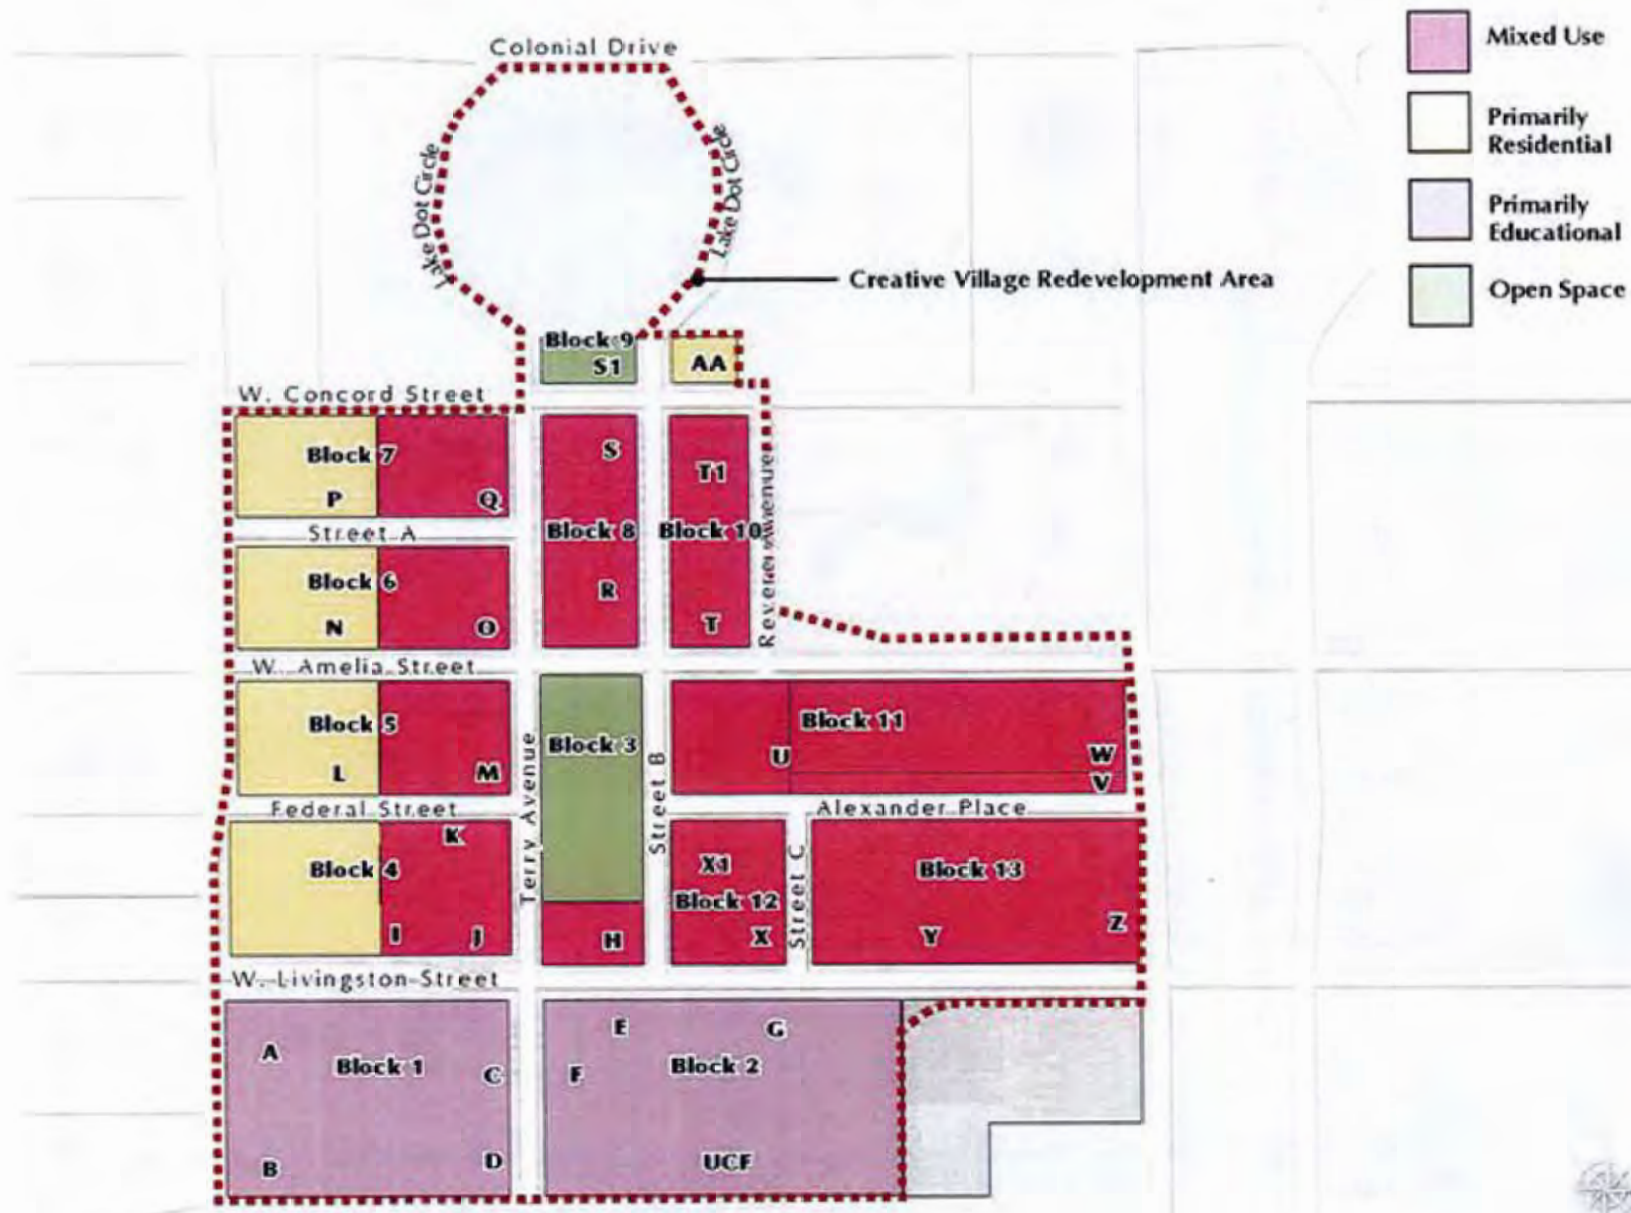 Colonial Drive
Mixed Use
Primarily
Residential
Primarily
Educational
Open Space
Lake Dot Circle
Lake Dot Circle
Creative Village Redevelopment Area
Block 9
S1
AA
W. Concord Street
Block 7
P
Q
S
T1
Street A
Block 8
Block 10
Block 6
N
O
R
T
W. Amelia Street
Block 5
L
M
Block 3
Terry Avenue
Street B
Block 11
U
W
V
Federal Street
Alexander Place
K
Block 4
I
J
H
X1
Block 12
X
Street C
Block 13
Y
Z
W. Livingston Street
A
Block 1
C
B
D
E
G
F
Block 2
UCF